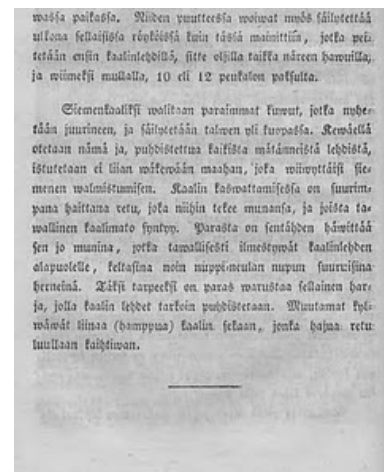 wassa paikassa. Niiden puutteessa woiwat myös säilytettää
ulkona sellaisissa röyköissä kuin tässä mainittiin, jotka pei-
tetään ensin kaalinlehdillä, sitte oljilla taikka näreen hawuilla,
ja wiimeksi mullalla, 10 eli 12 peukalon paksulta.
Siemenkaaliksi walitaan paraimmat kuwut, jotka nyhe-
tään juurineen, ja säilytetään talwen yli kuopassa. Kewäellä
otetaan nämä ja, puhdistettua kaikista mätänneistä lehdistä,
istutetaan ei liian wäkewään maahan, joka wiiwyttäisi sie-
menen walmistumisen. Kaalin kaswattamisessa on suurim-
pana haittana retu, joka niihin tekee munansa, ja joista ta-
wallinen kaalimato syntyy. Parasta on sentähden häwittää
sen jo munina, jotka tawallisesti ilmestywät kaalinlehden
alapuolelle, keltasina noin nuppi-neulan nupun suuruisina
herneinä. Täksi tarpeeksi on paras warustaa sellainen har-
ja, jolla kaalin lehdet tarkoin puhdistetaan. Muutamat kyl-
wäwät liinaa (hamppua) kaalin sekaan, jonka hajua retu
luullaan kaihtiwan.